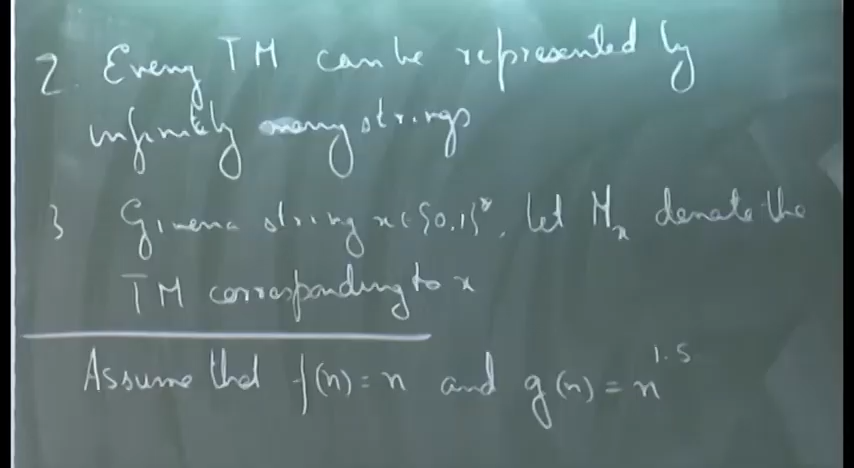 2. Every TM can be represented by
infinitely many strings
3 Given a string x ∈ {0,1}*, let Mₓ denote the
TM corresponding to x
Assume that f(n) = n and g(n) = n^1.5